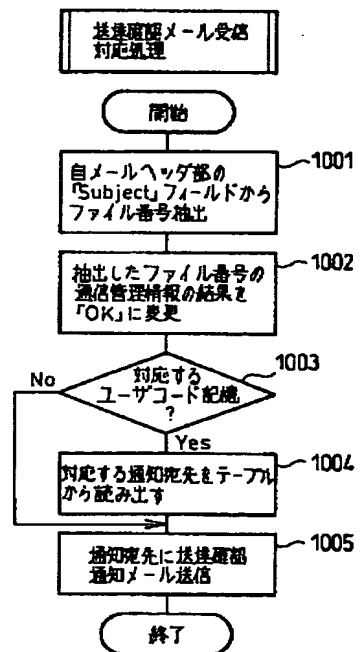 送達確認メール受信
対応処理
開始
1001
自メールヘッダ部の
「Subject」フィールドから
ファイル番号抽出
1002
抽出したファイル番号の
通信管理情報の結果を
「OK」に変更
1003
対応する
ユーザコード記憶
?
No
Yes
1004
対応する通知宛先をテーブル
から読み出す
1005
通知宛先に送達確認
通知メール送信
終了